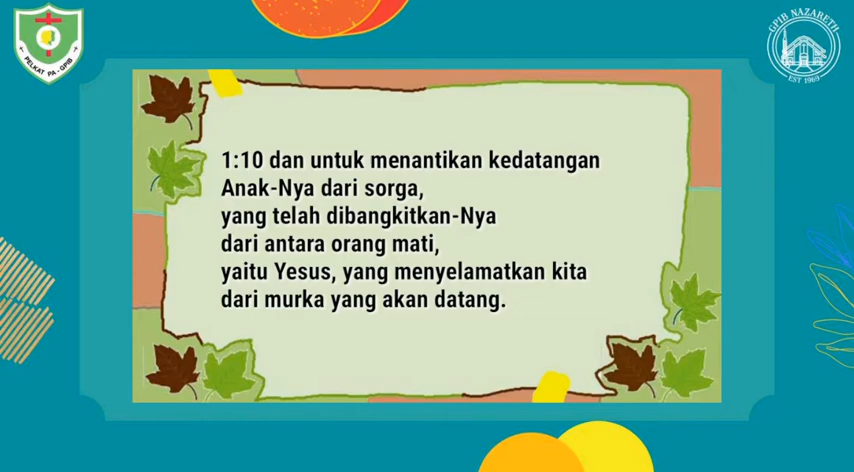 PELKAT PA - GPIB
GPIB NAZARETH
EST 1969
1:10 dan untuk menantikan kedatangan
Anak-Nya dari sorga,
yang telah dibangkitkan-Nya
dari antara orang mati,
yaitu Yesus, yang menyelamatkan kita
dari murka yang akan datang.